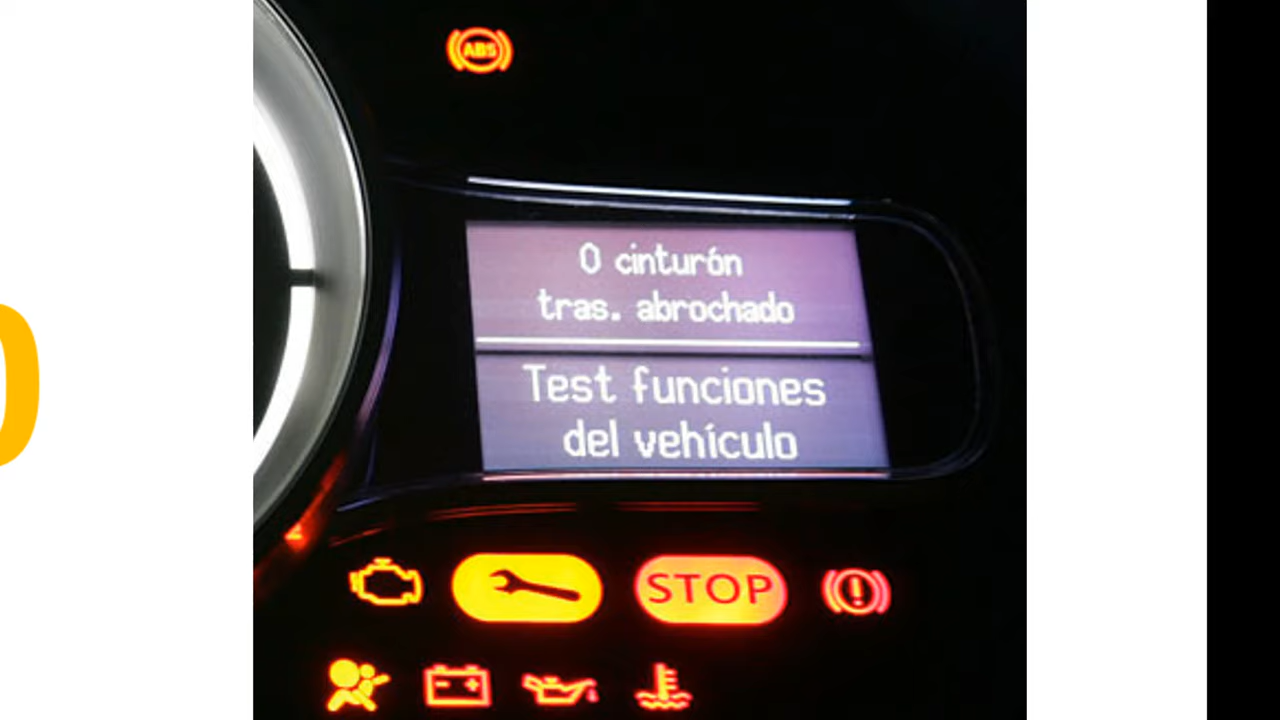 ABS
0 cinturón
tras. abrochado
Test funciones
del vehículo
STOP